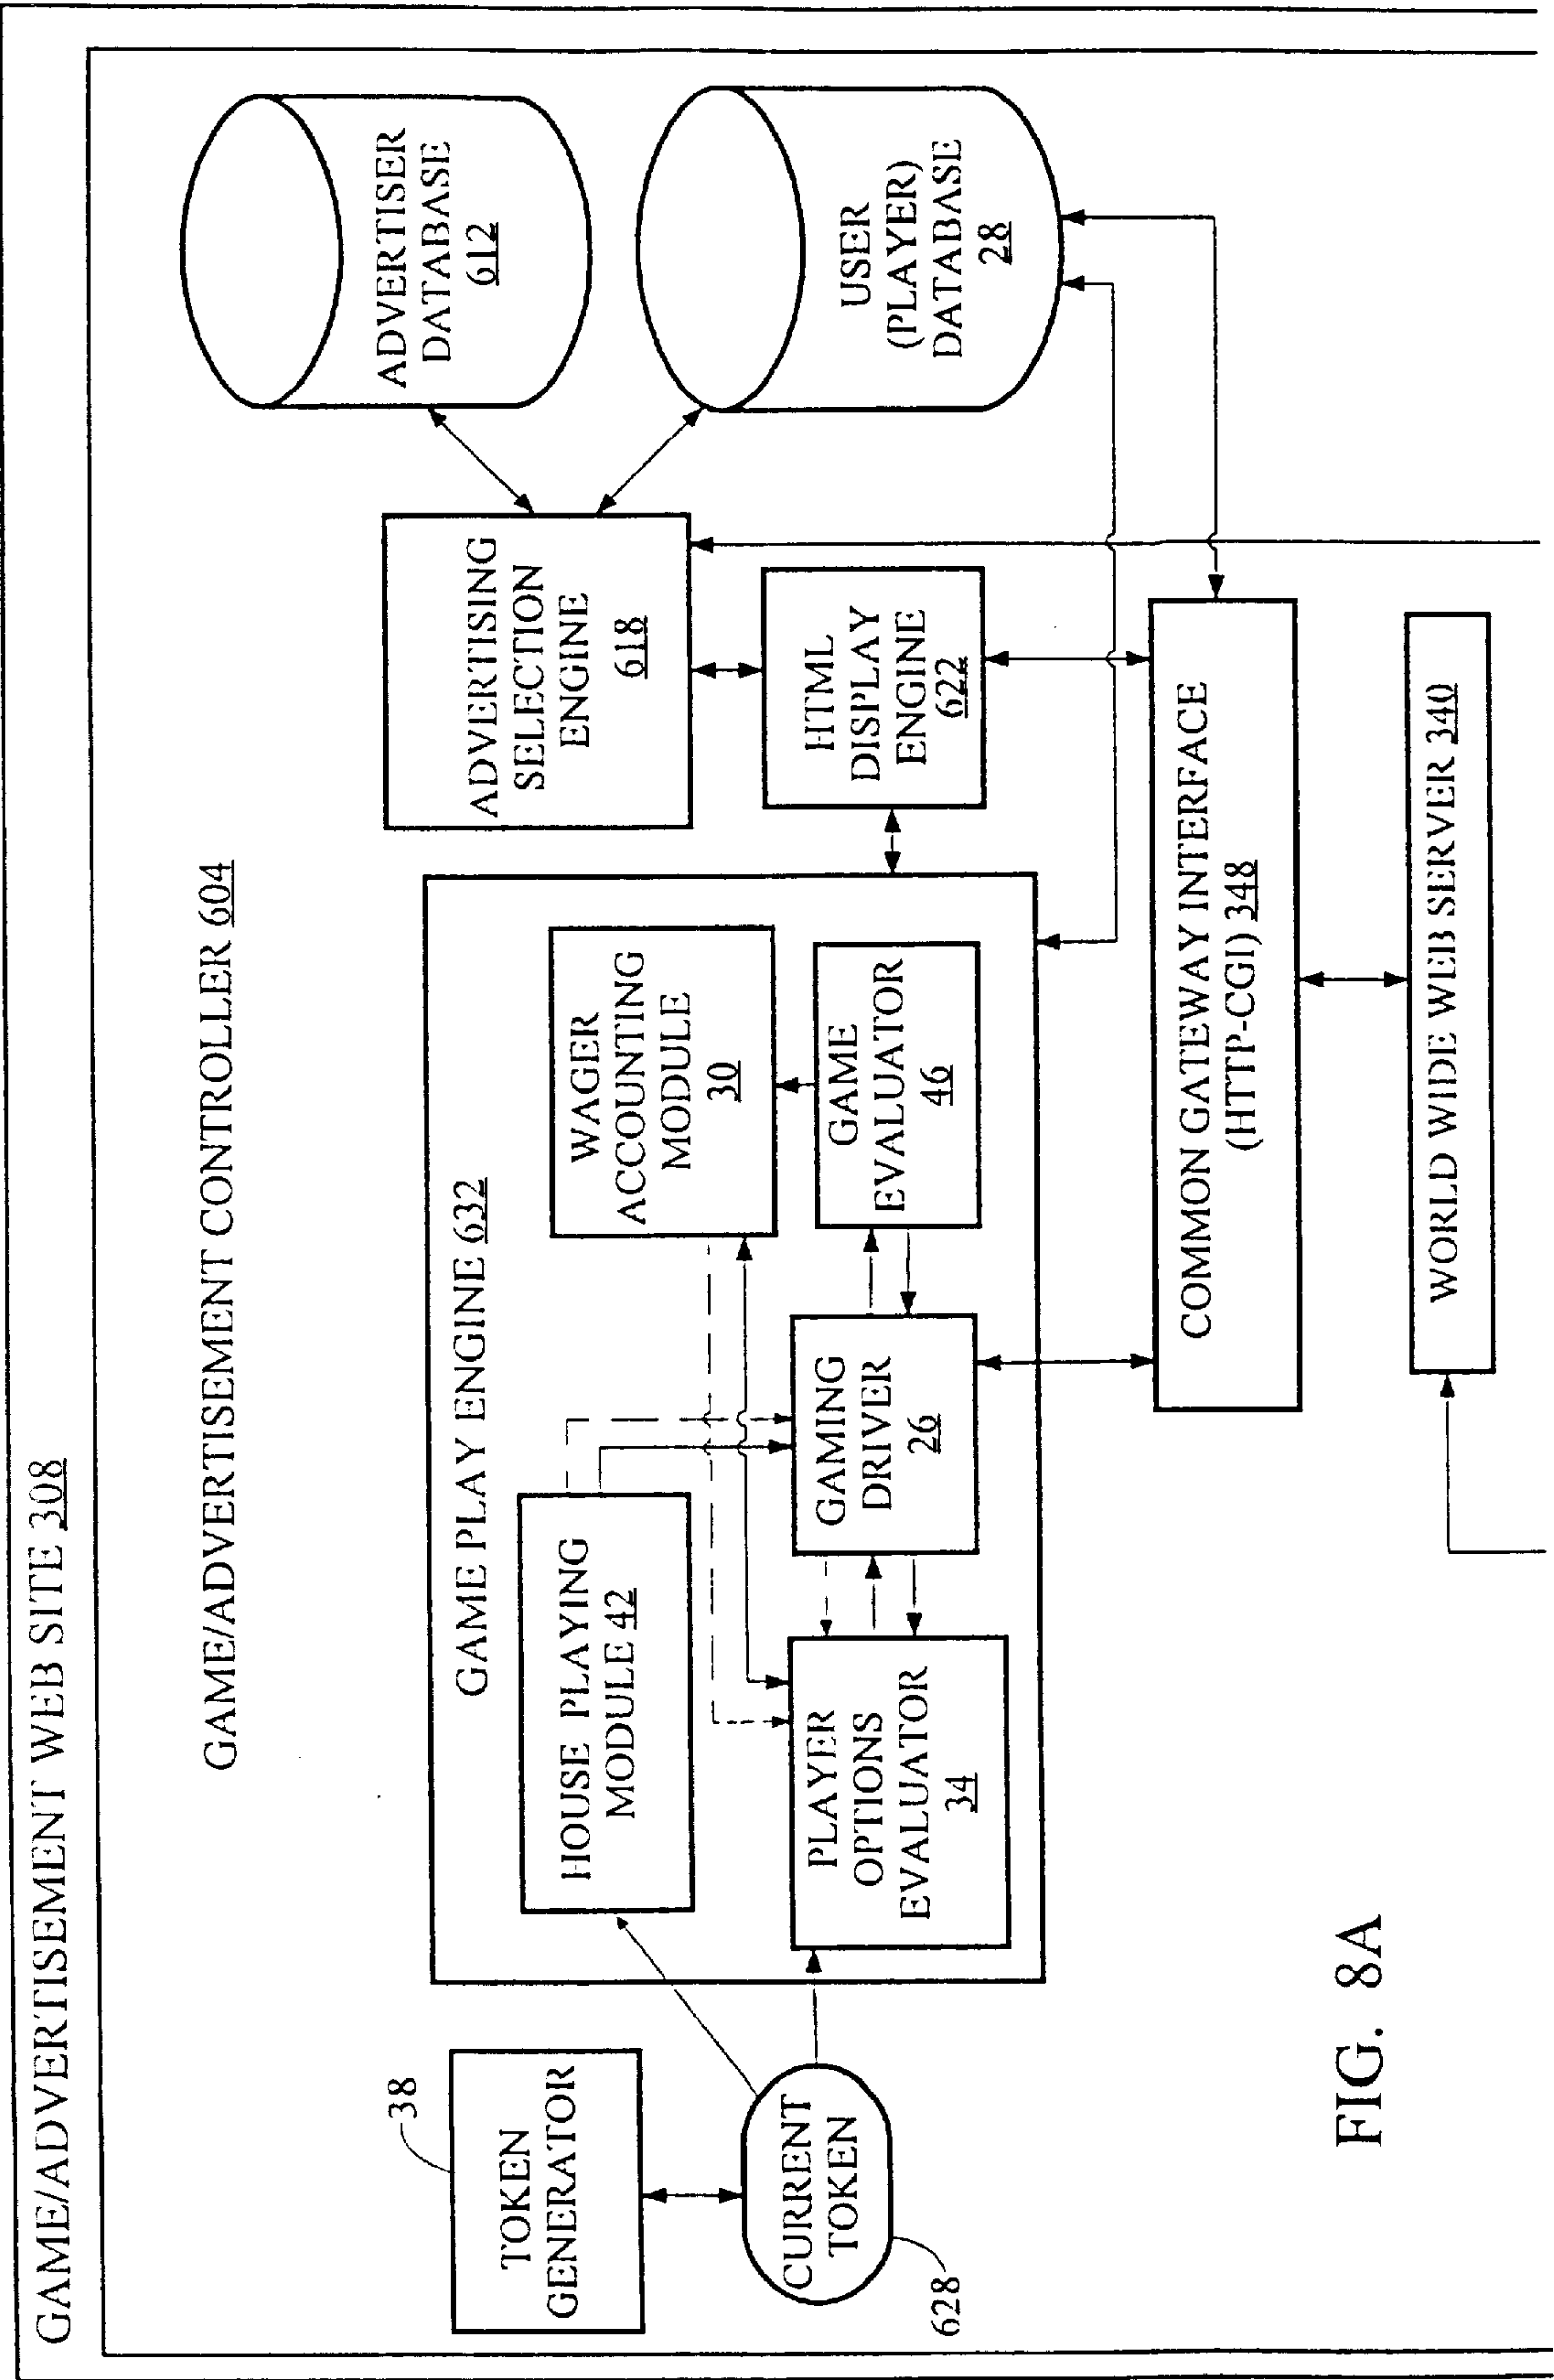 GAME/ADVERTISEMENT WEB SITE 308
GAME/ADVERTISEMENT CONTROLLER 604
38
TOKEN
GENERATOR
CURRENT
TOKEN
628
GAME PLAY ENGINE 632
HOUSE PLAYING
MODULE 42
WAGER
ACCOUNTING
MODULE
30
PLAYER
OPTIONS
EVALUATOR
34
GAMING
DRIVER
26
GAME
EVALUATOR
46
ADVERTISING
SELECTION
ENGINE
618
HTML
DISPLAY
ENGINE
622
ADVERTISER
DATABASE
612
USER
(PLAYER)
DATABASE
28
COMMON GATEWAY INTERFACE
(HTTP-CGI) 348
WORLD WIDE WEB SERVER 340
FIG. 8A